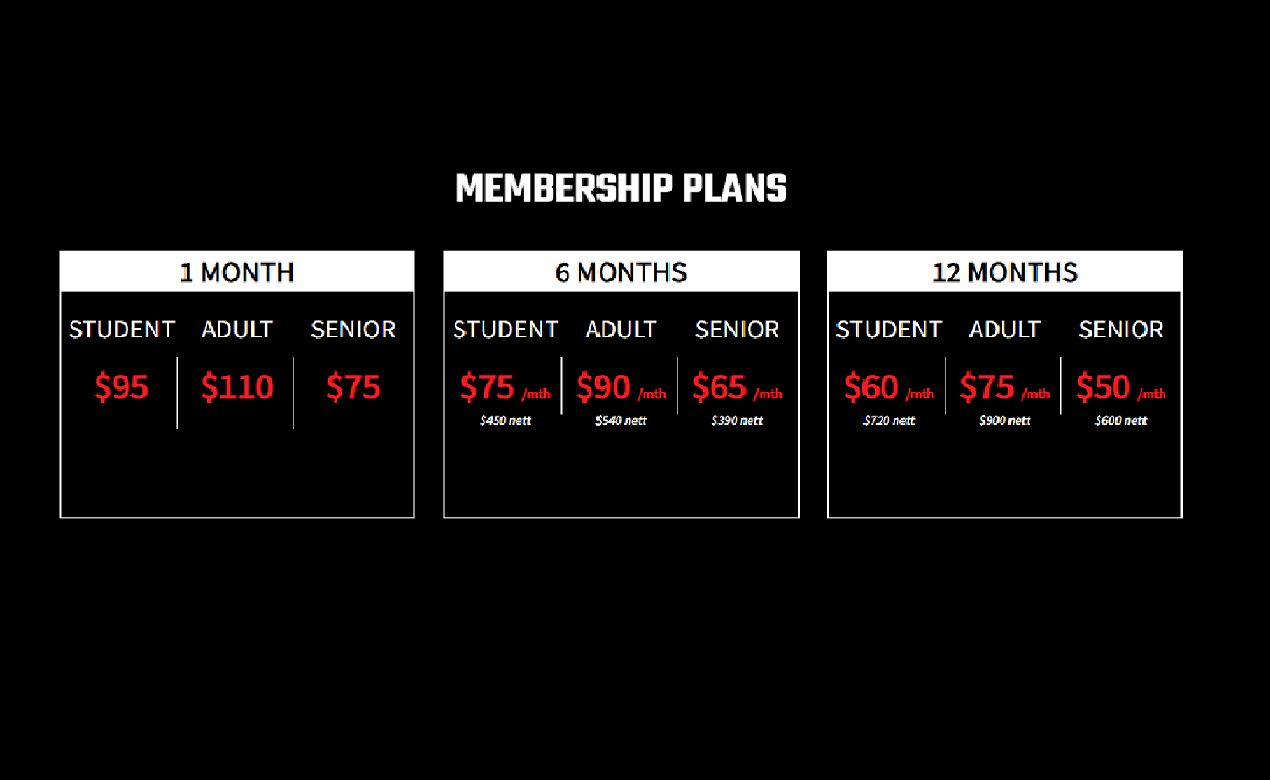 MEMBERSHIP PLANS
1 MONTH
STUDENT ADULT SENIOR
$95 $110 $75
6 MONTHS
STUDENT ADULT SENIOR
$75 /mth $90 /mth $65 /mth
$450 nett $540 nett $390 nett
12 MONTHS
STUDENT ADULT SENIOR
$60 /mth $75 /mth $50 /mth
$720 nett $900 nett $600 nett